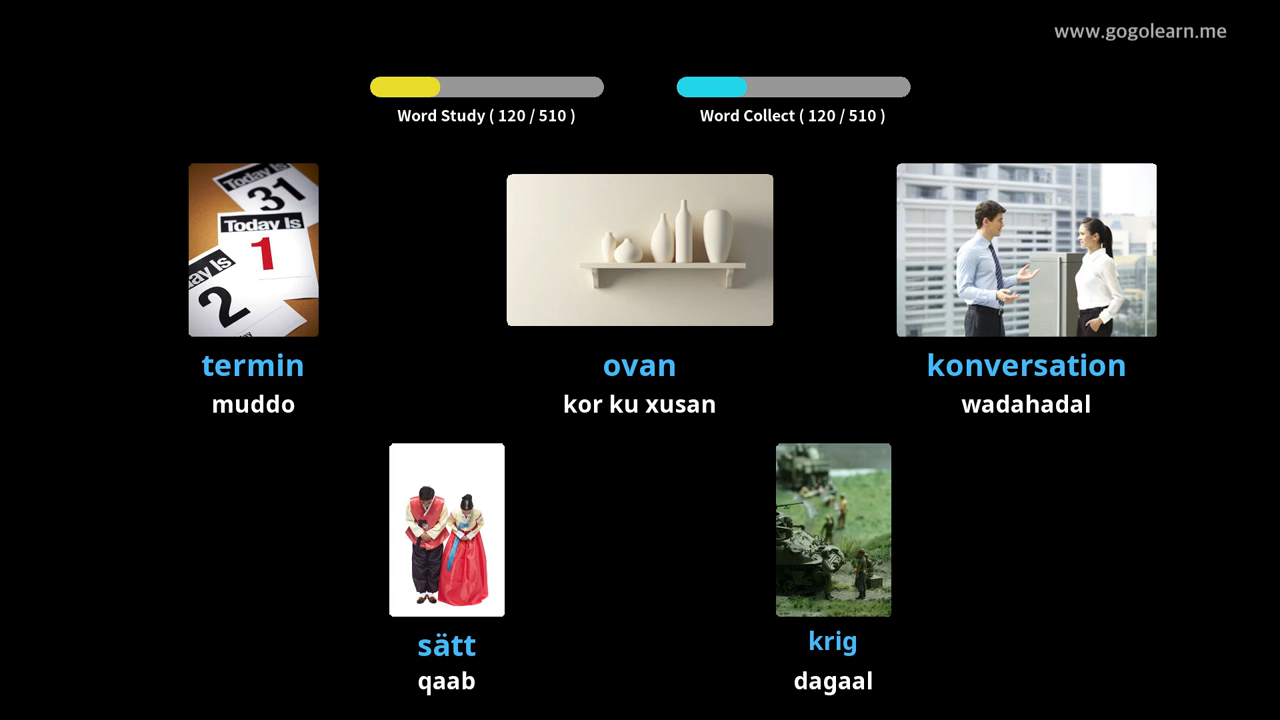 www.gogolearn.me
Word Study ( 120 / 510 )
Word Collect ( 120 / 510 )
Today Is
31
Today Is
1
ay Is
2
termin
muddo
ovan
kor ku xusan
konversation
wadahadal
sätt
qaab
krig
dagaal